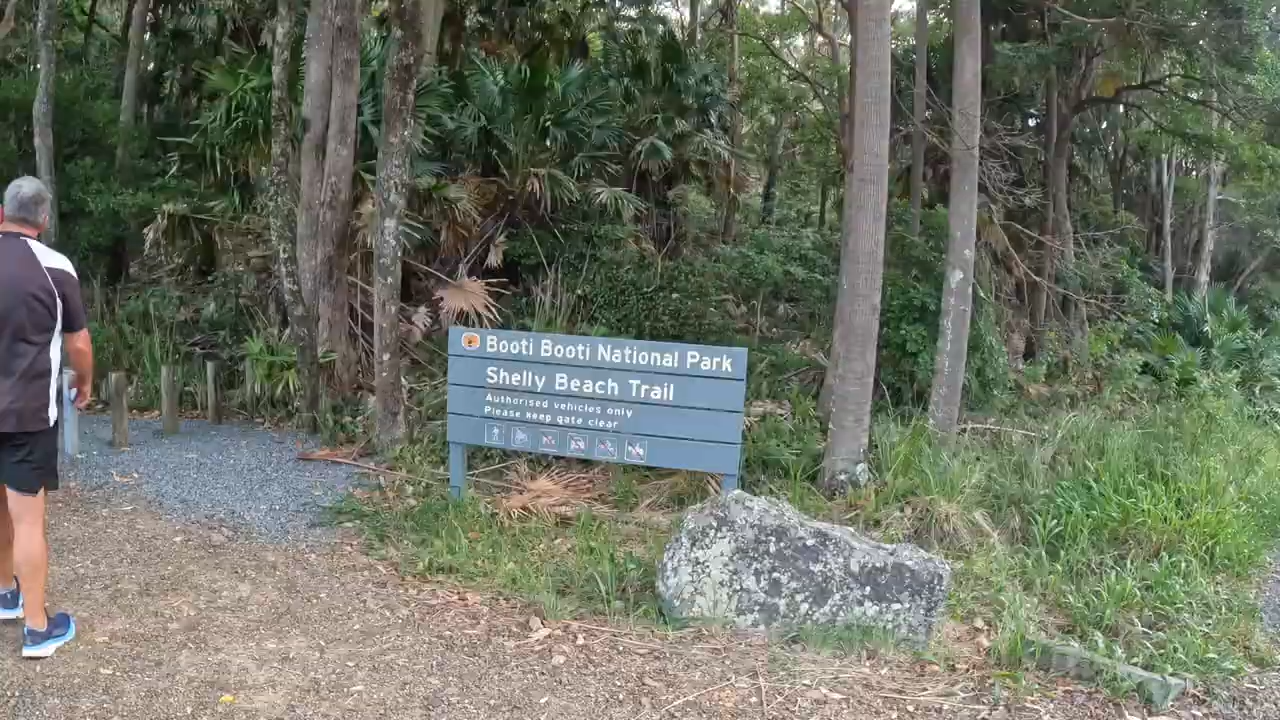 Booti Booti National Park
Shelly Beach Trail
Authorised vehicles only
Please keep gate clear